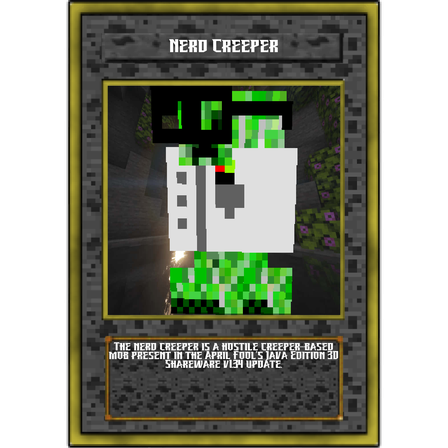 Nerd Creeper
The Nerd Creeper is a hostile creeper-based
mob present in the April Fool's Java Edition 3D
Shareware v1.34 update.